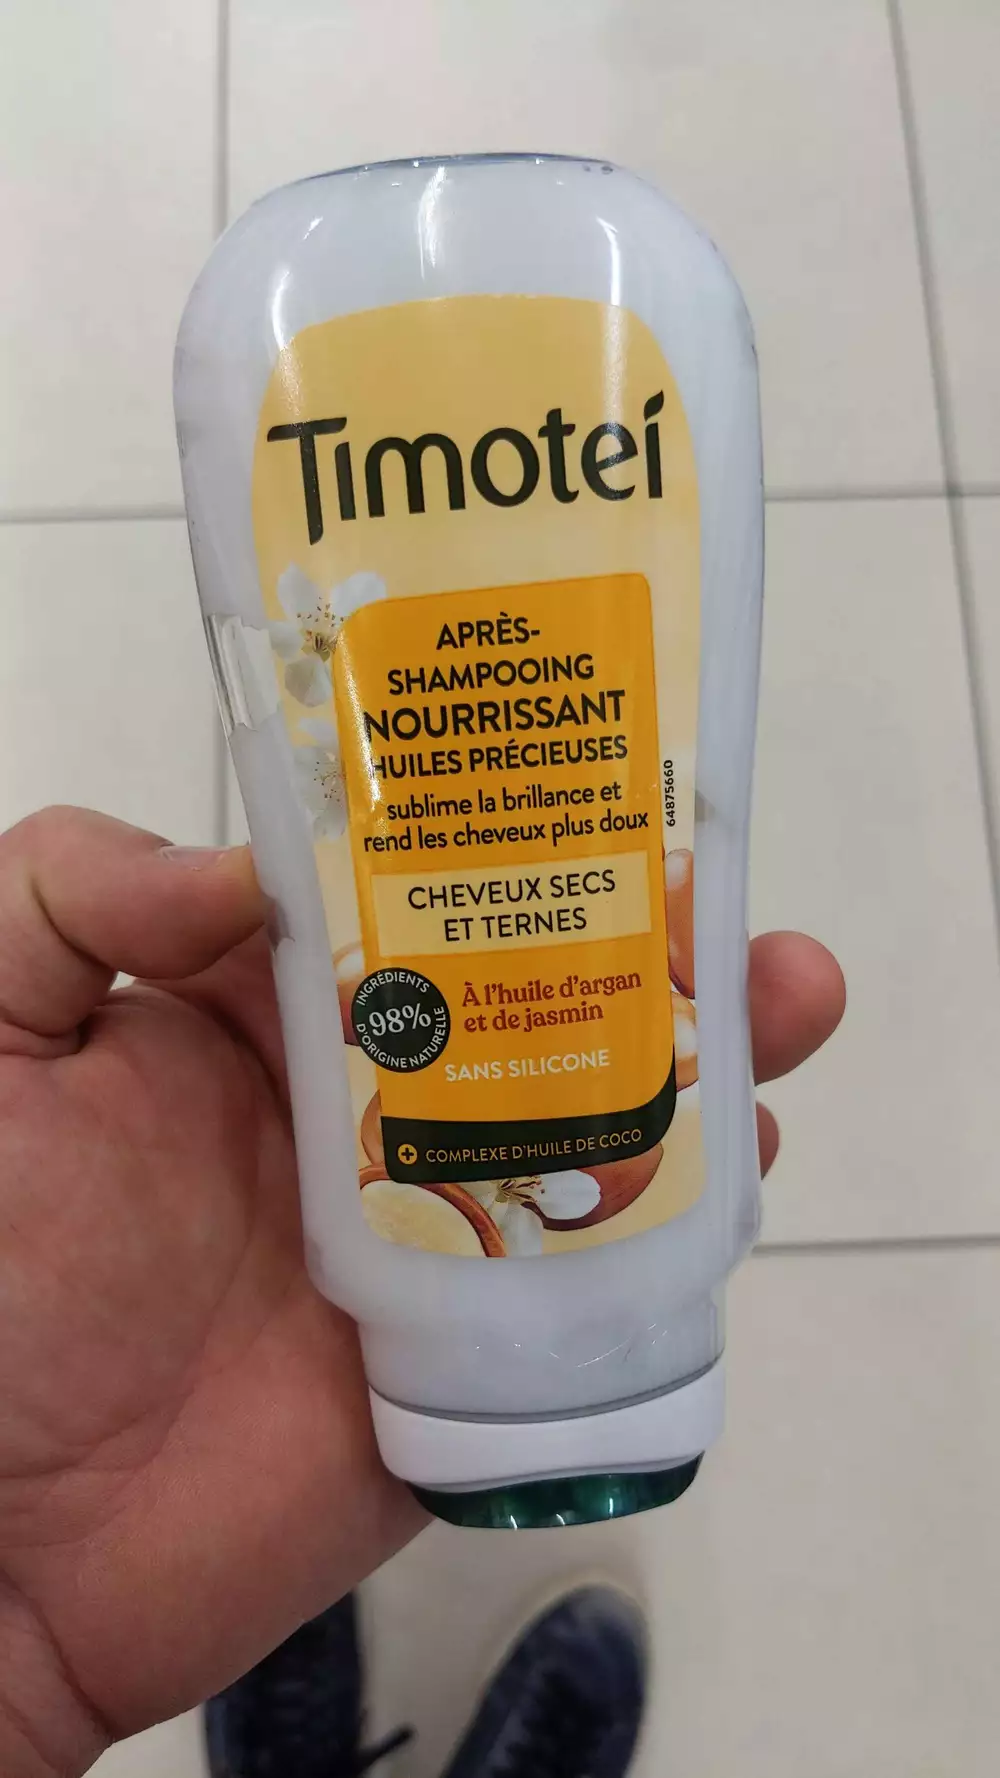 Timotei
APRÈS-
SHAMPOOING
NOURRISSANT
HUILES PRÉCIEUSES
sublime la brillance et
rend les cheveux plus doux
64875660
CHEVEUX SECS
ET TERNES
INGRÉDIENTS
98%
D'ORIGINE NATURELLE
À l'huile d'argan
et de jasmin
SANS SILICONE
+ COMPLEXE D'HUILE DE COCO